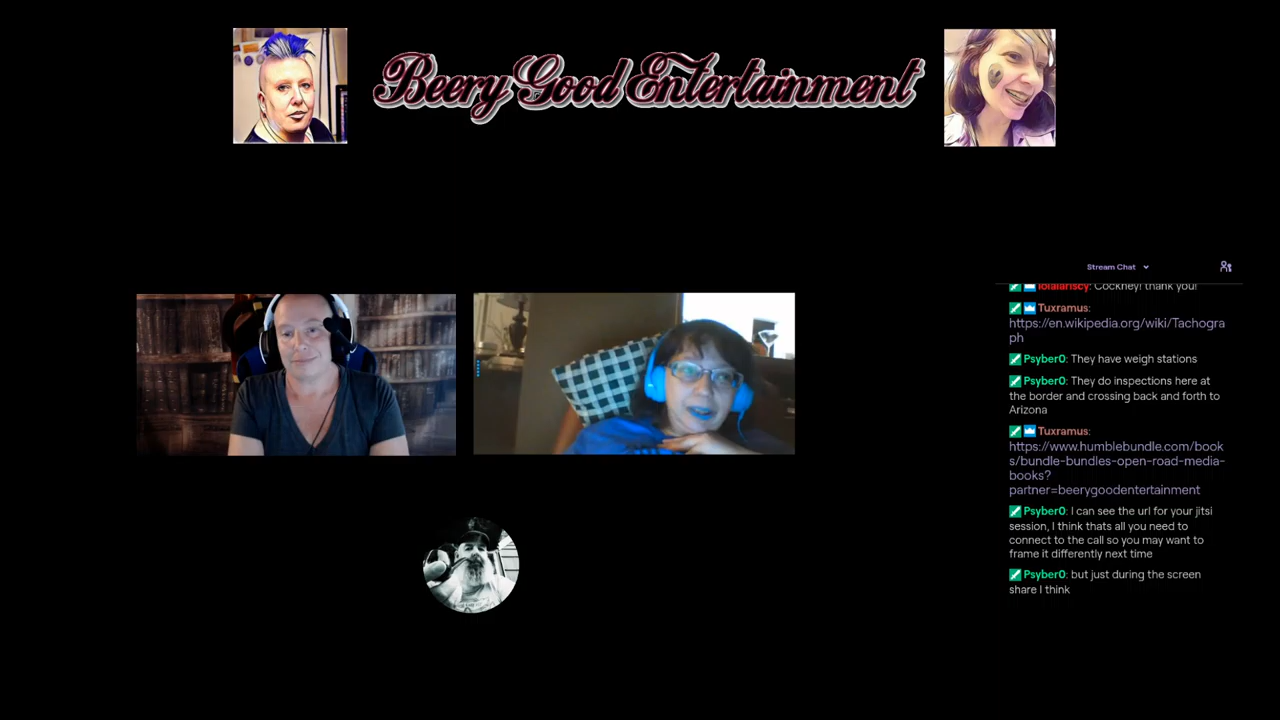 Beery Good Entertainment
Stream Chat
lolalariscy: Cockney! thank you!
Tuxramus:
https://en.wikipedia.org/wiki/Tachogra
ph
Psyber0: They have weigh stations
Psyber0: They do inspections here at
the border and crossing back and forth to
Arizona
Tuxramus:
https://www.humblebundle.com/book
s/bundle-bundles-open-road-media-
books?
partner=beerygoodentertainment
Psyber0: I can see the url for your jitsi
session, I think thats all you need to
connect to the call so you may want to
frame it differently next time
Psyber0: but just during the screen
share I think